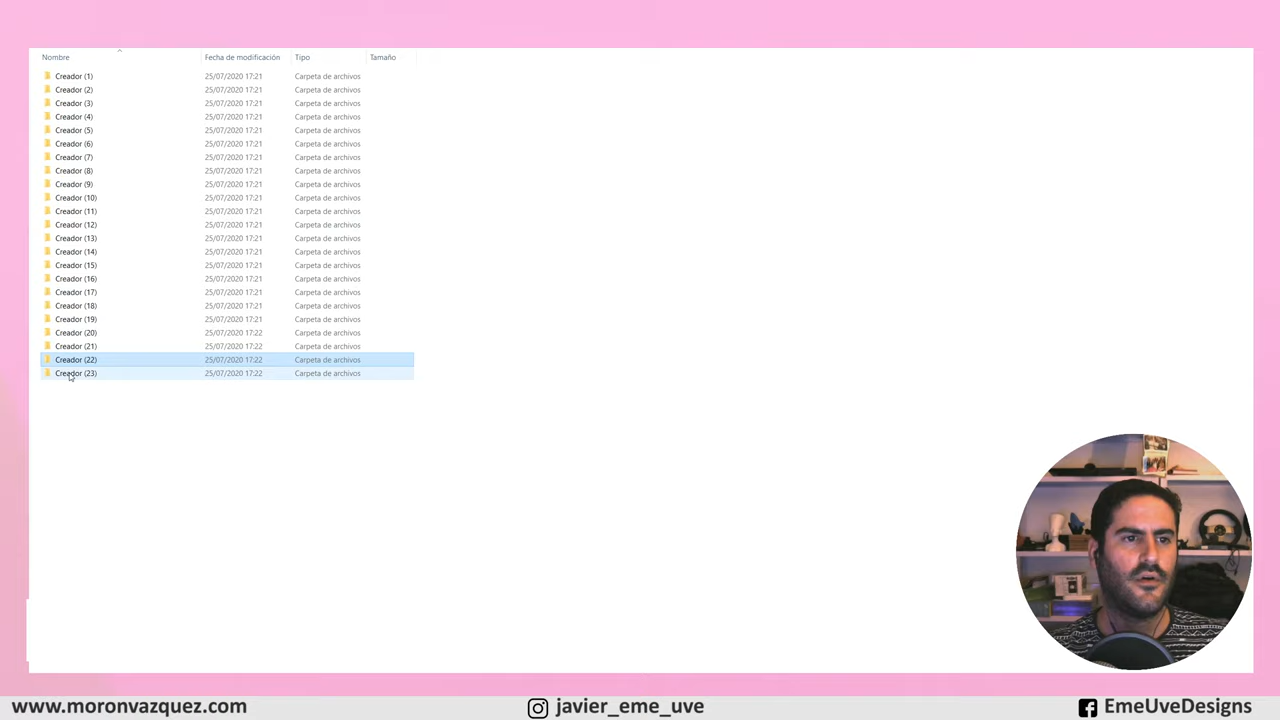 Nombre Fecha de modificación Tipo Tamaño
Creador (1) 25/07/2020 17:21 Carpeta de archivos
Creador (2) 25/07/2020 17:21 Carpeta de archivos
Creador (3) 25/07/2020 17:21 Carpeta de archivos
Creador (4) 25/07/2020 17:21 Carpeta de archivos
Creador (5) 25/07/2020 17:21 Carpeta de archivos
Creador (6) 25/07/2020 17:21 Carpeta de archivos
Creador (7) 25/07/2020 17:21 Carpeta de archivos
Creador (8) 25/07/2020 17:21 Carpeta de archivos
Creador (9) 25/07/2020 17:21 Carpeta de archivos
Creador (10) 25/07/2020 17:21 Carpeta de archivos
Creador (11) 25/07/2020 17:21 Carpeta de archivos
Creador (12) 25/07/2020 17:21 Carpeta de archivos
Creador (13) 25/07/2020 17:21 Carpeta de archivos
Creador (14) 25/07/2020 17:21 Carpeta de archivos
Creador (15) 25/07/2020 17:21 Carpeta de archivos
Creador (16) 25/07/2020 17:21 Carpeta de archivos
Creador (17) 25/07/2020 17:21 Carpeta de archivos
Creador (18) 25/07/2020 17:21 Carpeta de archivos
Creador (19) 25/07/2020 17:21 Carpeta de archivos
Creador (20) 25/07/2020 17:22 Carpeta de archivos
Creador (21) 25/07/2020 17:22 Carpeta de archivos
Creador (22) 25/07/2020 17:22 Carpeta de archivos
Creador (23) 25/07/2020 17:22 Carpeta de archivos
www.moronvazquez.com javier_eme_uve EmeUveDesigns